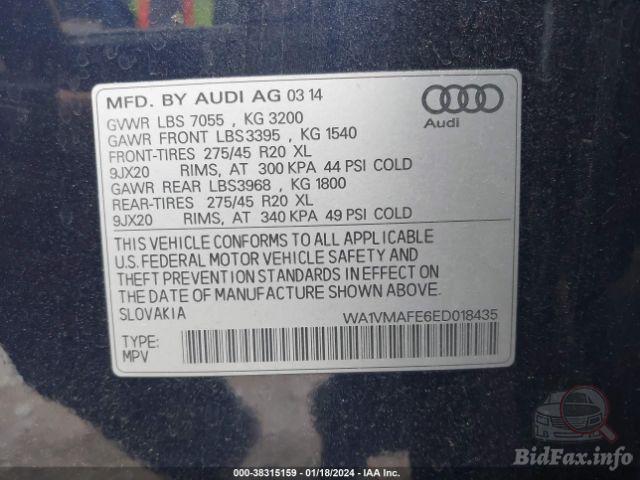 MFD. BY AUDI AG 03 14
GVWR LBS 7055 , KG 3200
GAWR FRONT LBS3395 , KG 1540
FRONT-TIRES 275/45 R20 XL
9JX20 RIMS, AT 300 KPA 44 PSI COLD
GAWR REAR LBS3968 , KG 1800
REAR-TIRES 275/45 R20 XL
9JX20 RIMS, AT 340 KPA 49 PSI COLD
Audi
THIS VEHICLE CONFORMS TO ALL APPLICABLE
U.S. FEDERAL MOTOR VEHICLE SAFETY AND
THEFT PREVENTION STANDARDS IN EFFECT ON
THE DATE OF MANUFACTURE SHOWN ABOVE.
SLOVAKIA
WA1VMAFE6ED018435
TYPE:
MPV
000-38315159 - 01/18/2024 - IAA Inc.
BidFax.info